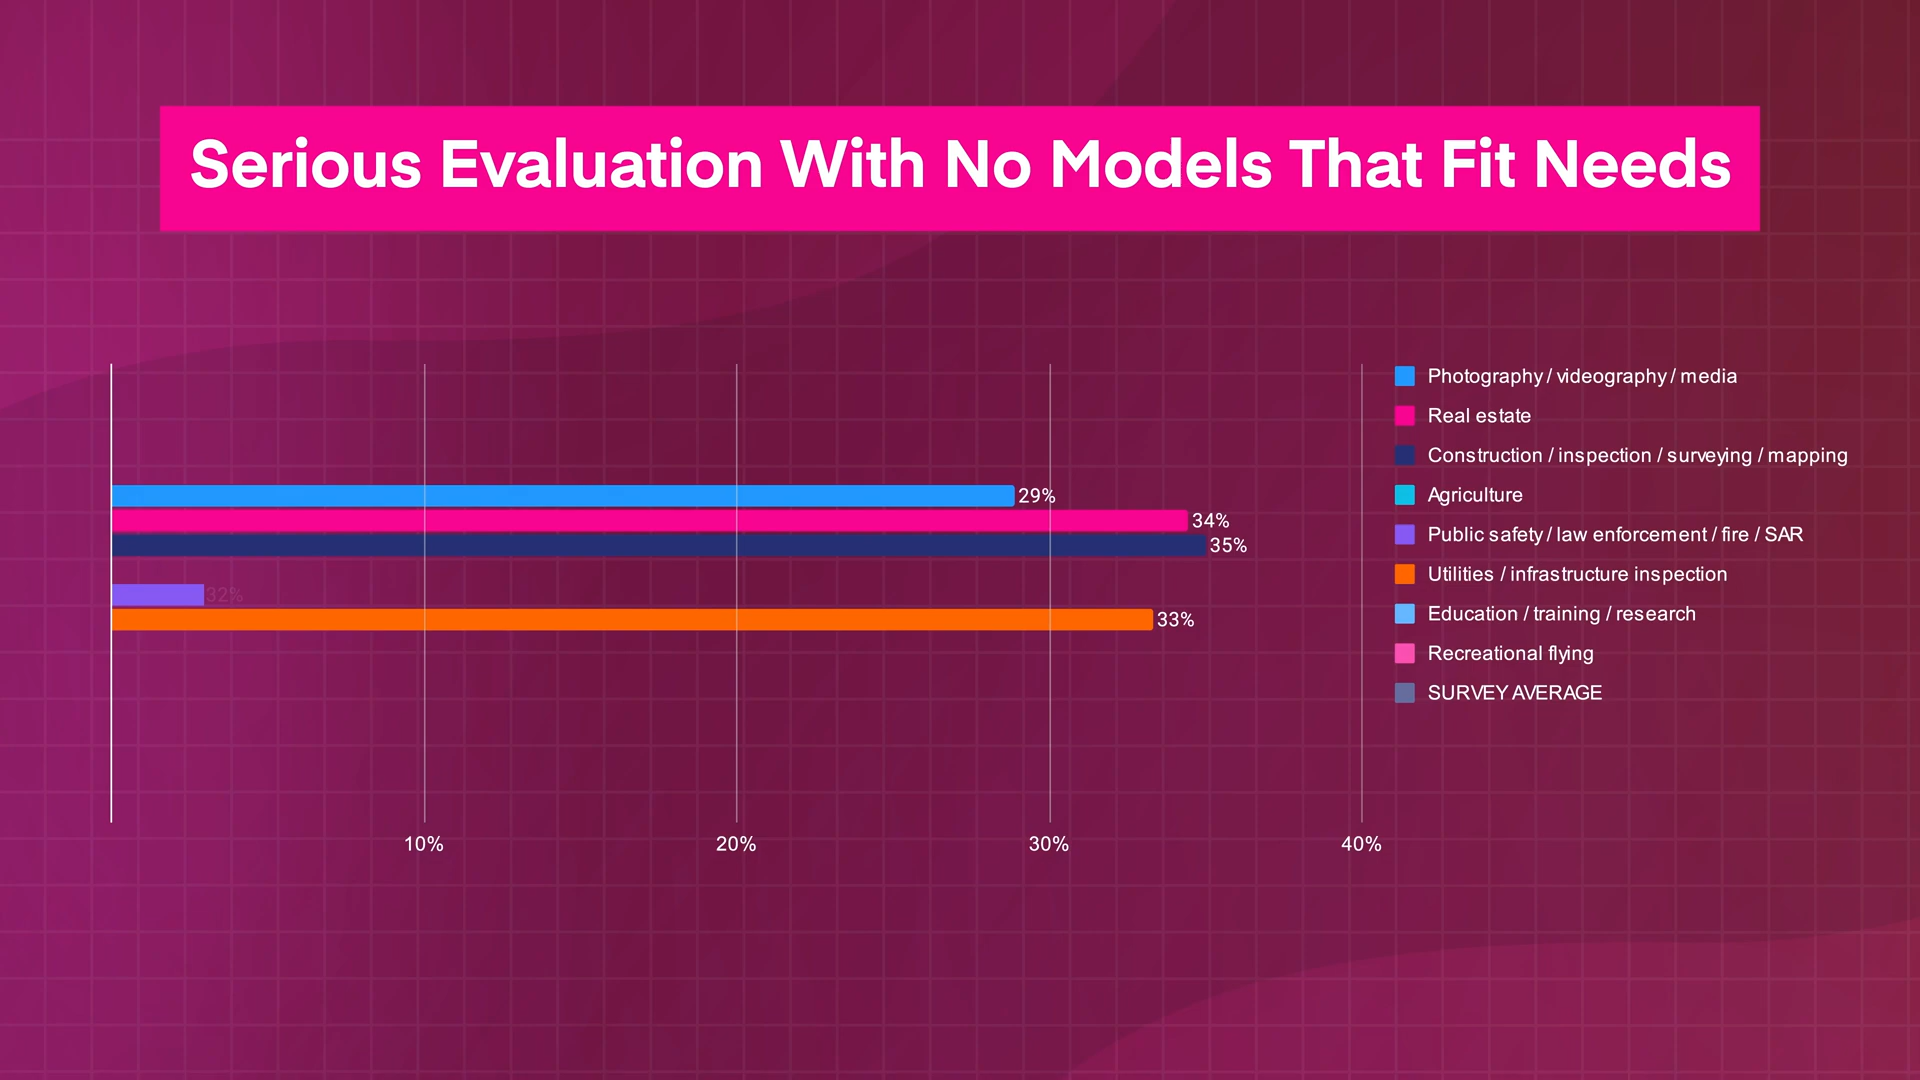 Serious Evaluation With No Models That Fit Needs
Photography / videography / media
Real estate
Construction / inspection / surveying / mapping
Agriculture
Public safety / law enforcement / fire / SAR
Utilities / infrastructure inspection
Education / training / research
Recreational flying
SURVEY AVERAGE
29%
34%
35%
32%
33%
10%
20%
30%
40%